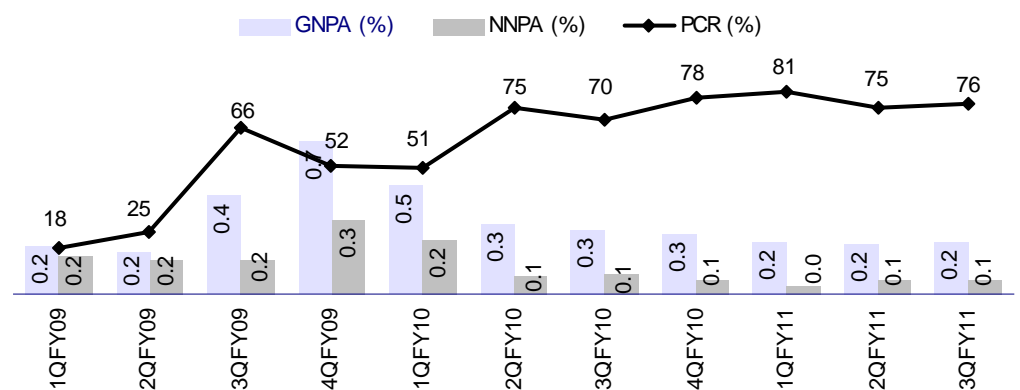 GNPA (%) NNPA (%) PCR (%)
18 25 66 52 51 75 70 78 81 75 76
0.2 0.2 0.2 0.2 0.4 0.2 0.7 0.3 0.5 0.2 0.3 0.1 0.3 0.1 0.3 0.1 0.2 0.0 0.2 0.1 0.2 0.1
1QFY09 2QFY09 3QFY09 4QFY09 1QFY10 2QFY10 3QFY10 4QFY10 1QFY11 2QFY11 3QFY11